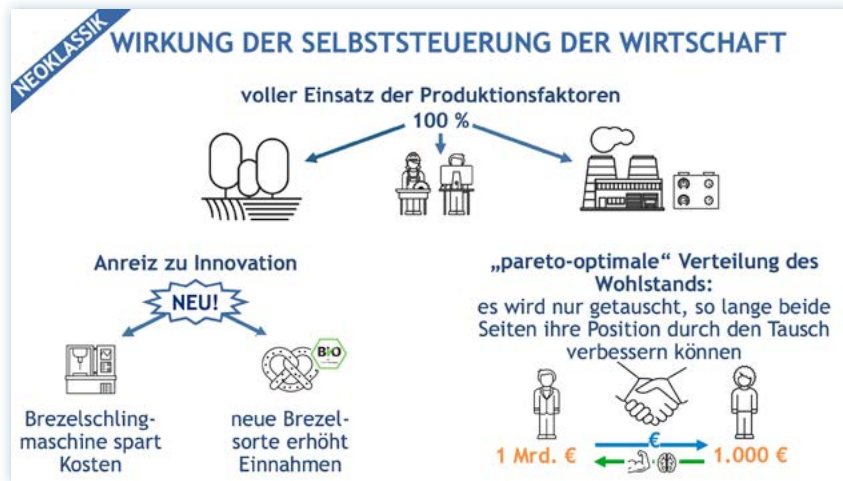 NEOKLASSIK
WIRKUNG DER SELBSTSTEUERUNG DER WIRTSCHAFT
voller Einsatz der Produktionsfaktoren
100 %
Anreiz zu Innovation
NEU!
BiO
Brezelschling-
maschine spart
Kosten
neue Brezel-
sorte erhöht
Einnahmen
„pareto-optimale“ Verteilung des
Wohlstands:
es wird nur getauscht, so lange beide
Seiten ihre Position durch den Tausch
verbessern können
€
1 Mrd. €
1.000 €